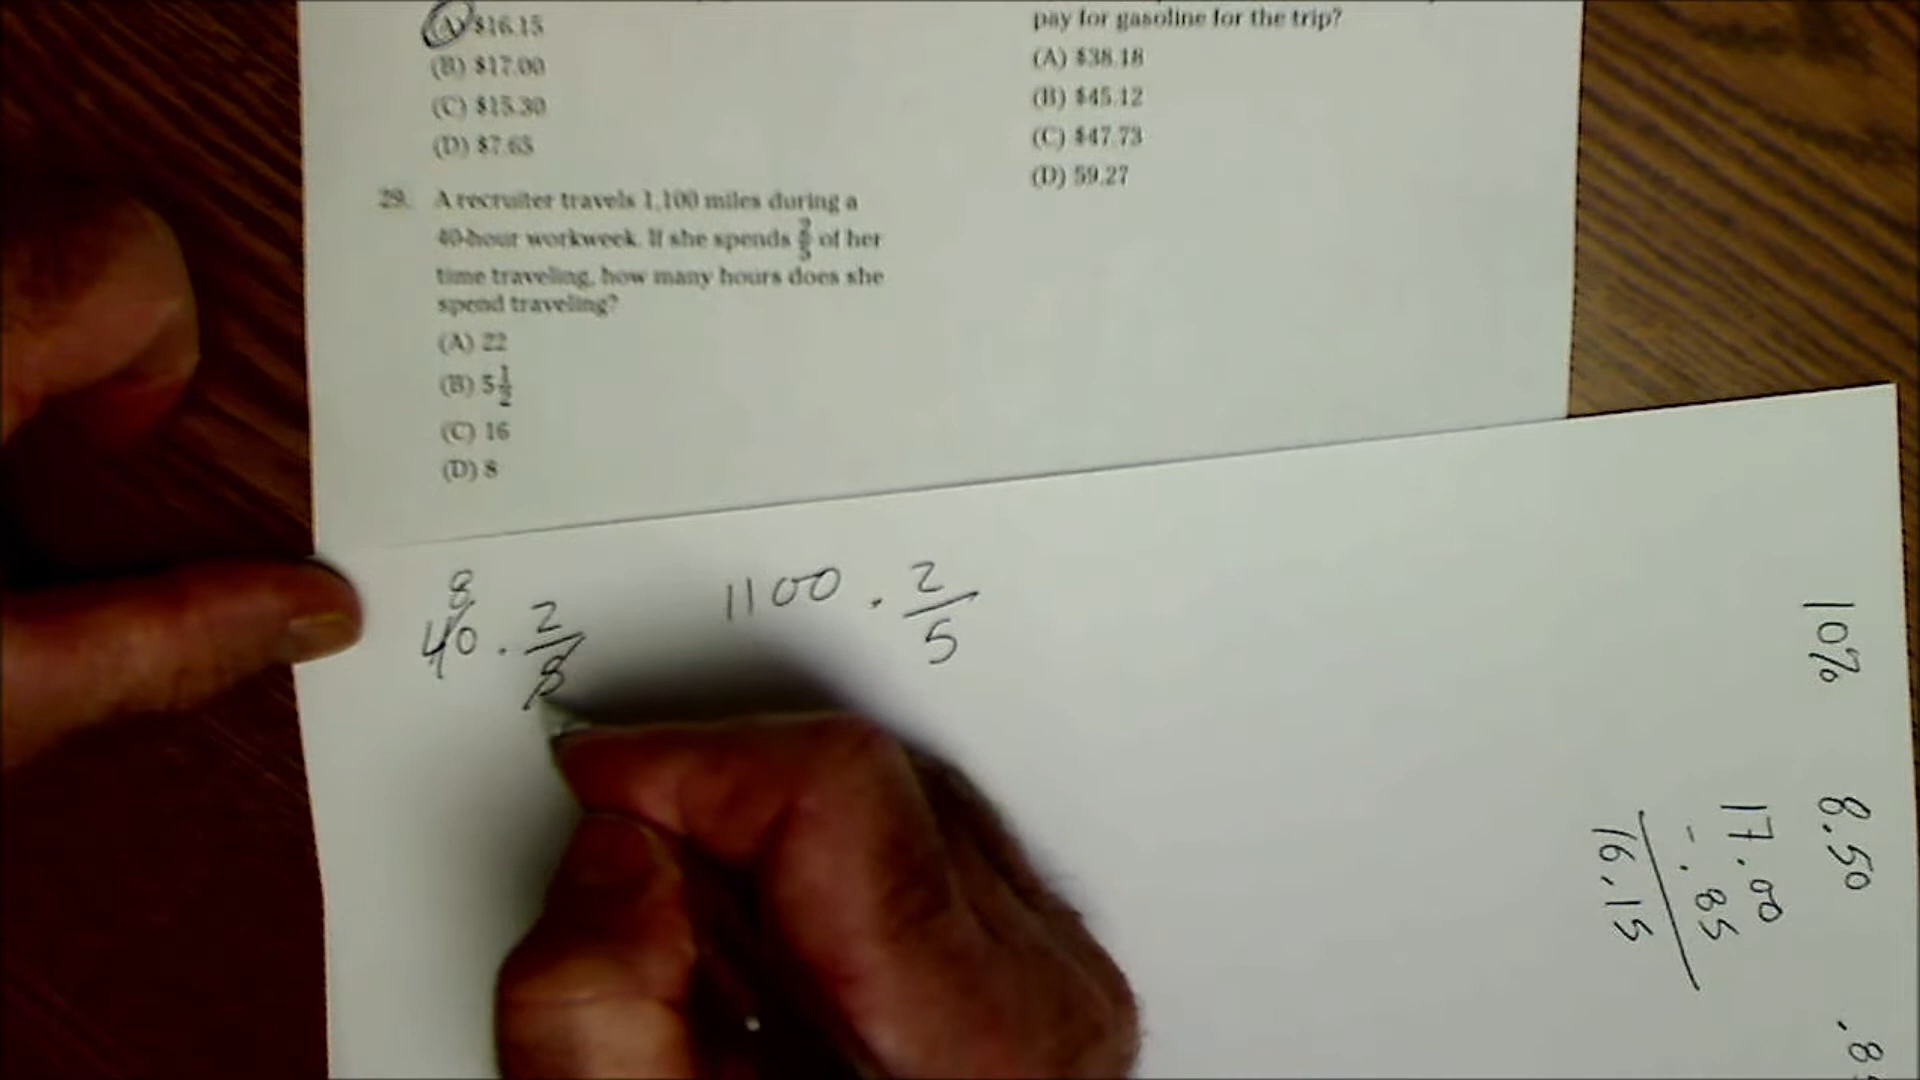 (A) $16.15
(B) $17.00
(C) $15.30
(D) $7.65
29. A recruiter travels 1,100 miles during a
40-hour workweek. If she spends 2/5 of her
time traveling, how many hours does she
spend traveling?
(A) 22
(B) 5 1/2
(C) 16
(D) 8
pay for gasoline for the trip?
(A) $38.18
(B) $45.12
(C) $47.73
(D) 59.27
8
40 . 2/5
1100 . 2/5
10%
8.50
17.00
- .85
16.15